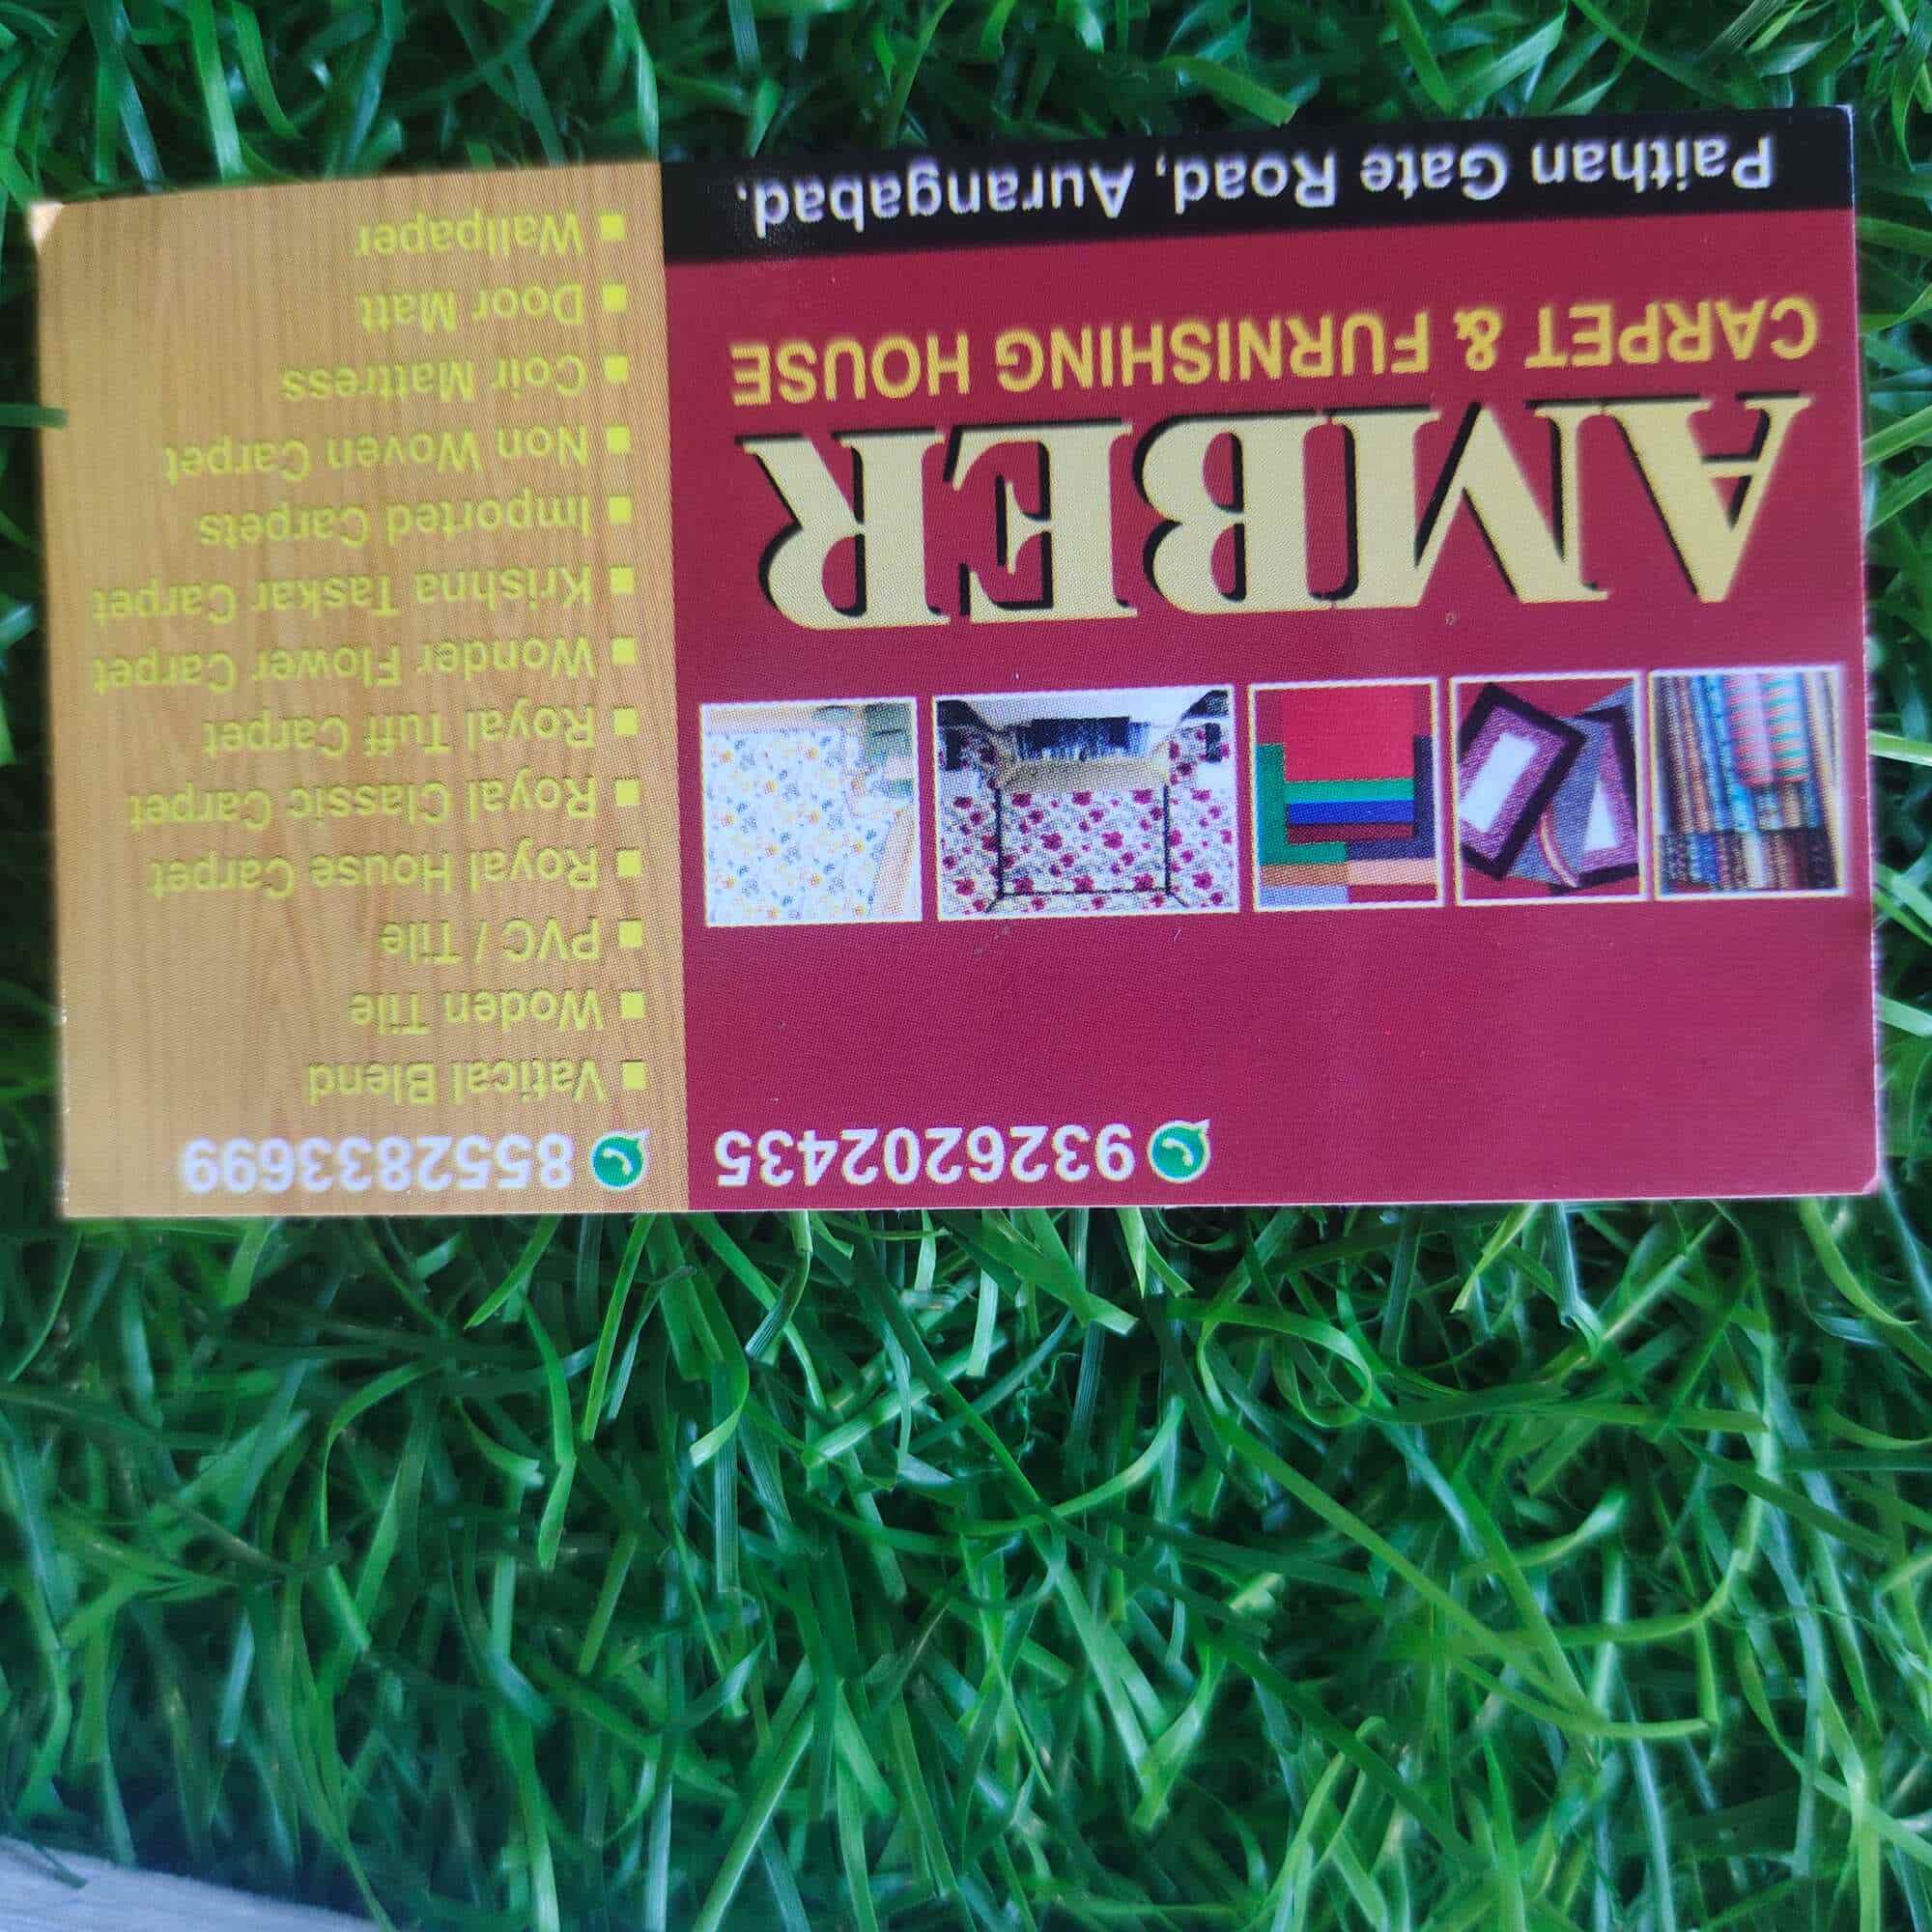 9326202435
AMBER
CARPET & FURNISHING HOUSE
Paithan Gate Road, Aurangabad.
8552833699
Vatical Blend
Woden Tile
PVC / Tile
Royal House Carpet
Royal Classic Carpet
Royal Tuff Carpet
Wonder Flower Carpet
Krishna Taskar Carpet
Imported Carpets
Non Woven Carpet
Coir Mattress
Door Matt
Wallpaper